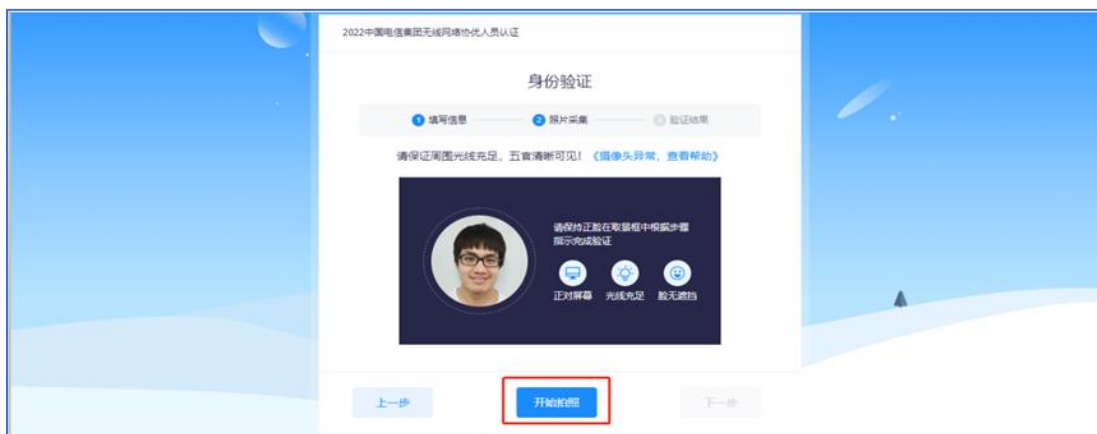 2022中国电信集团无线网络协优人员认证
身份验证
1 填写信息
2 照片采集
3 验证结果
请保证周围光线充足，五官清晰可见！《摄像头异常，查看帮助》
请保持正脸在取景框中根据步骤
指示完成验证
正对屏幕 光线充足 脸无遮挡
上一步 开始拍照 下一步